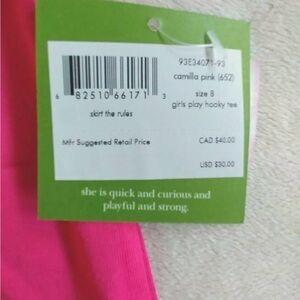 93E34071-93
camilla pink (652)
size 8
girls play hooky tee
6 82510 66171 3
skirt the rules
Mfr Suggested Retail Price
CAD $40.00
USD $30.00
she is quick and curious and
playful and strong.